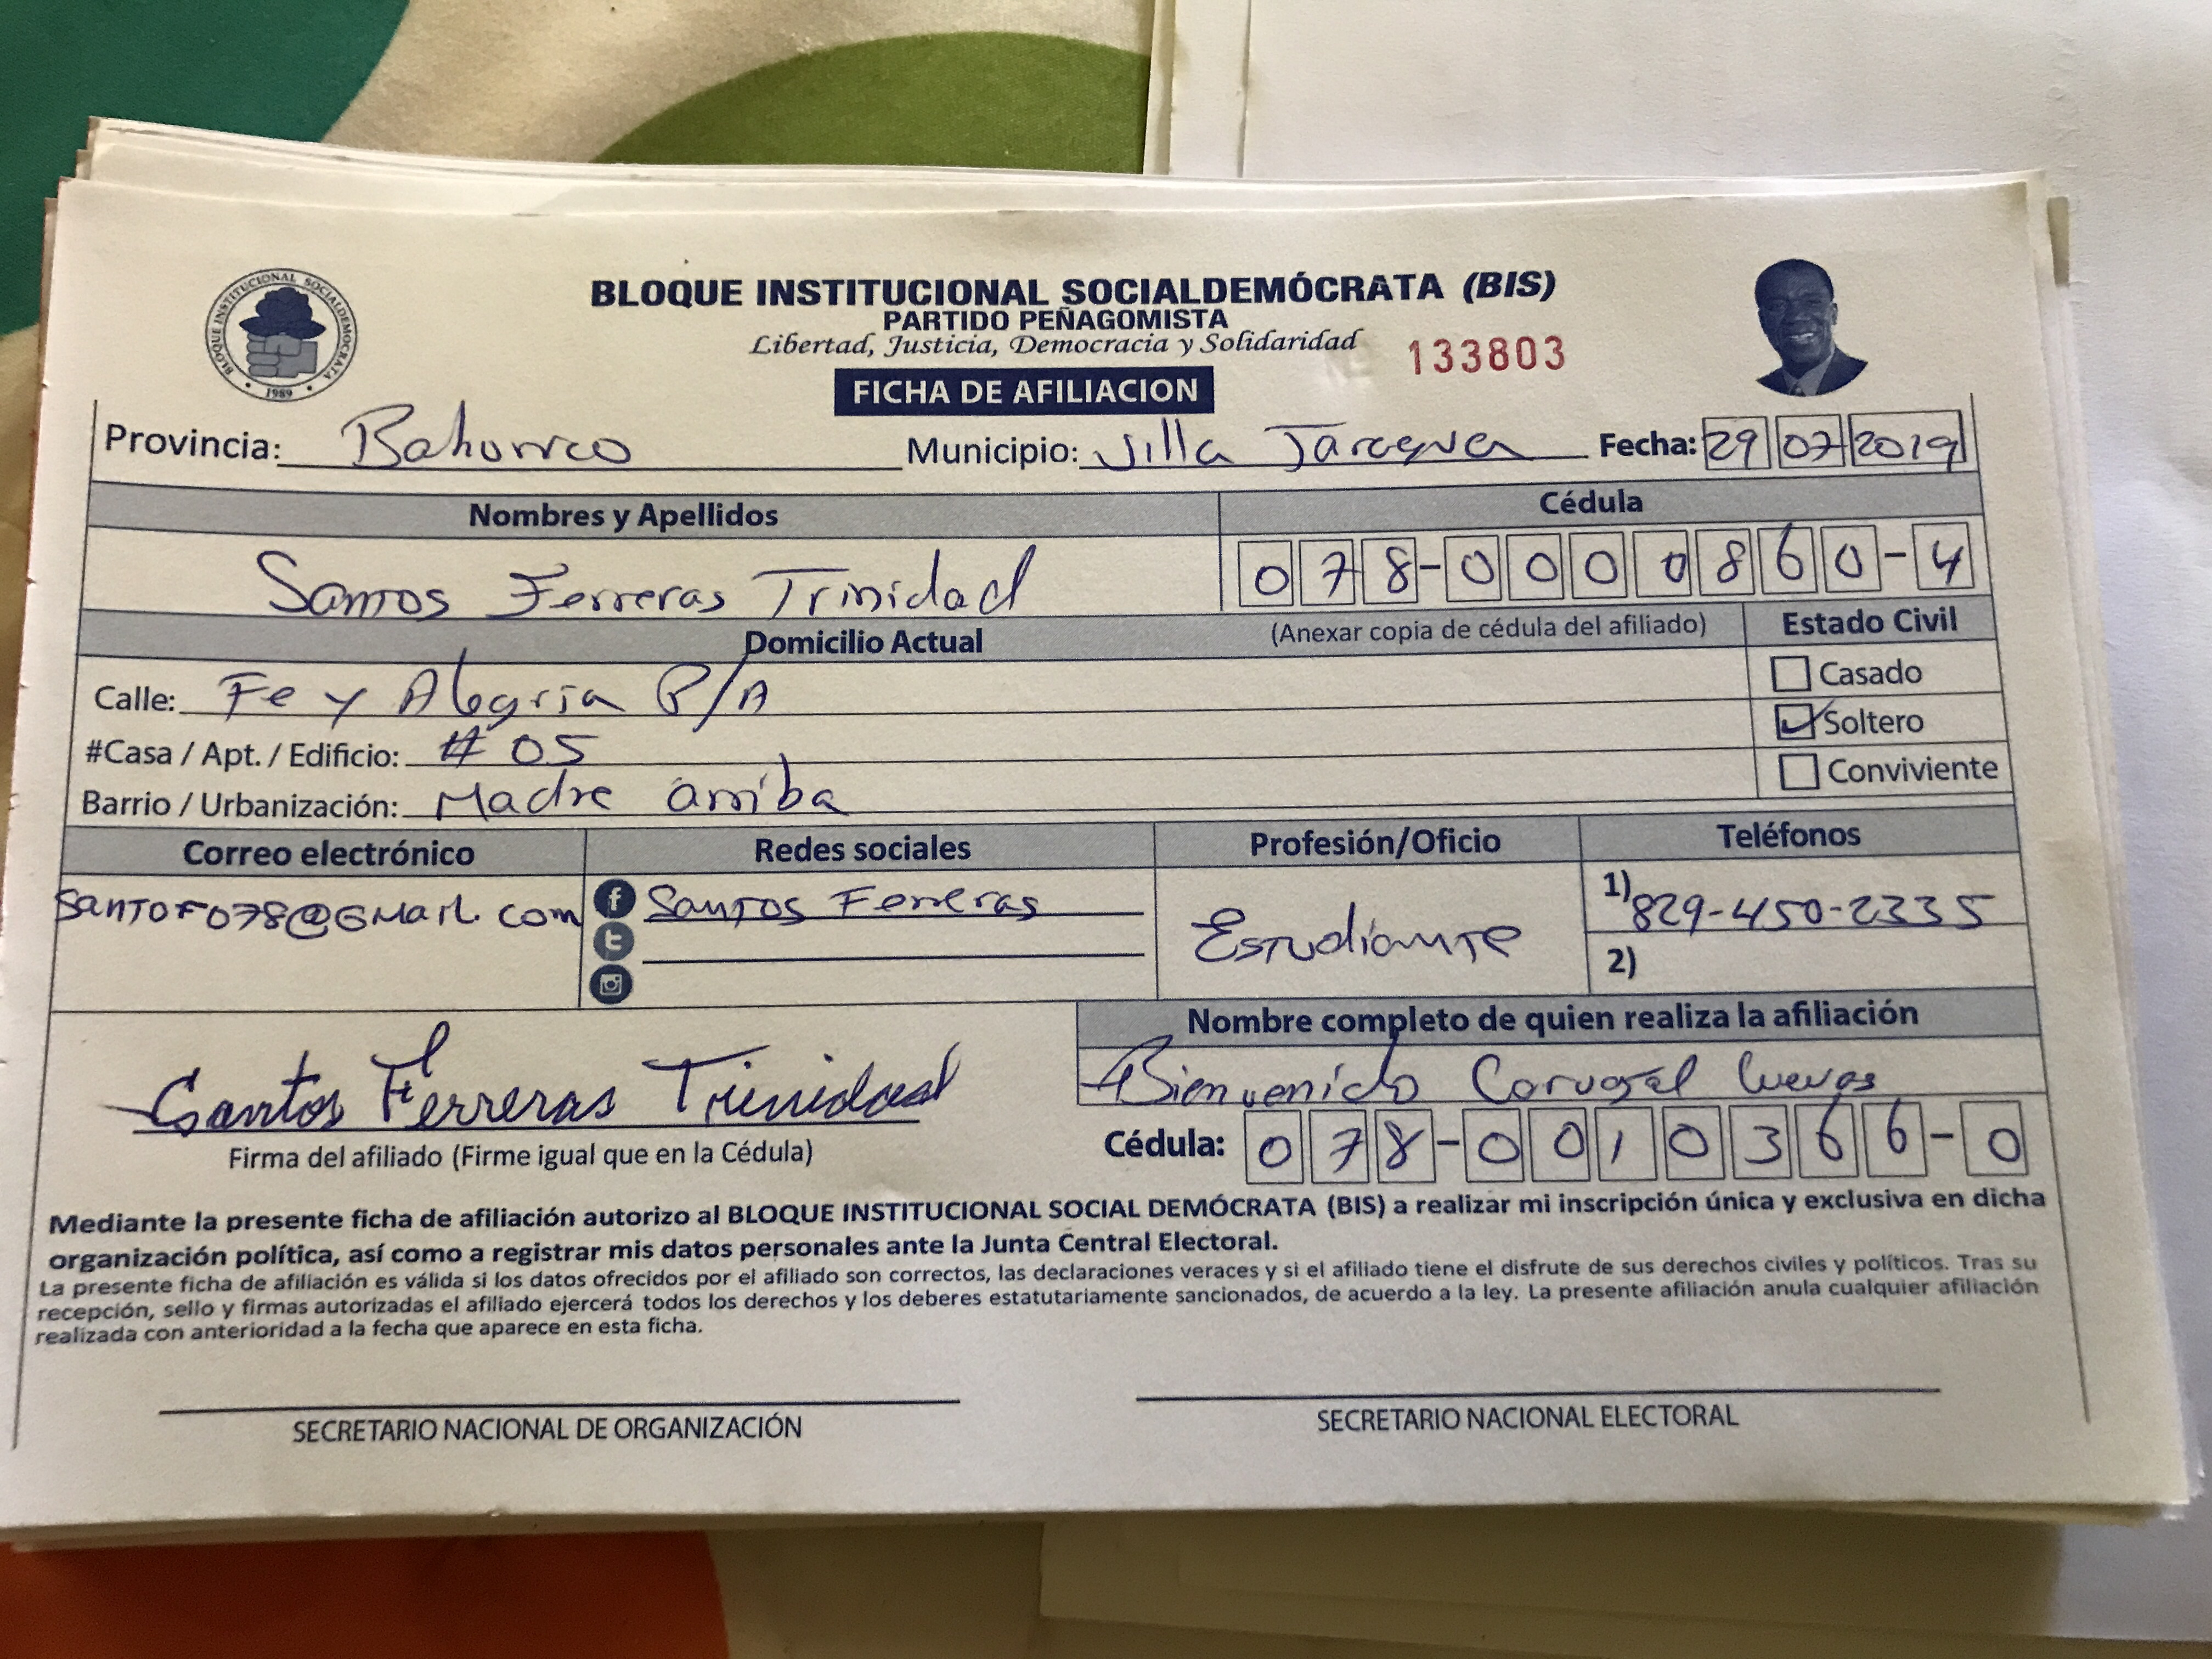 BLOQUE INSTITUCIONAL SOCIALDEMOCRATA
1989
BLOQUE INSTITUCIONAL SOCIALDEMÓCRATA (BIS)
PARTIDO PEÑAGOMISTA
Libertad, Justicia, Democracia y Solidaridad
133803
FICHA DE AFILIACION
Provincia: Bahoruco Municipio: Villa Jaragua Fecha: 29 07 2019
Nombres y Apellidos Cédula
Santos Ferreras Trinidad 078-0000860-4
Domicilio Actual (Anexar copia de cédula del afiliado) Estado Civil
Calle: Fe y Alegria P/A Casado
#Casa / Apt. / Edificio: # 05 Soltero
Barrio / Urbanización: Madre arriba Conviviente
Correo electrónico Redes sociales Profesión/Oficio Teléfonos
SantoF078@GMail.com Santos Ferreras Estudiante 1) 829-450-2335
2)
Nombre completo de quien realiza la afiliación
Santos Ferreras Trinidad Bienvenido Cuevas
Firma del afiliado (Firme igual que en la Cédula) Cédula: 078-0010366-0
Mediante la presente ficha de afiliación autorizo al BLOQUE INSTITUCIONAL SOCIAL DEMÓCRATA (BIS) a realizar mi inscripción única y exclusiva en dicha
organización política, así como a registrar mis datos personales ante la Junta Central Electoral.
La presente ficha de afiliación es válida si los datos ofrecidos por el afiliado son correctos, las declaraciones veraces y si el afiliado tiene el disfrute de sus derechos civiles y políticos. Tras su
recepción, sello y firmas autorizadas el afiliado ejercerá todos los derechos y los deberes estatutariamente sancionados, de acuerdo a la ley. La presente afiliación anula cualquier afiliación
realizada con anterioridad a la fecha que aparece en esta ficha.
SECRETARIO NACIONAL DE ORGANIZACIÓN SECRETARIO NACIONAL ELECTORAL